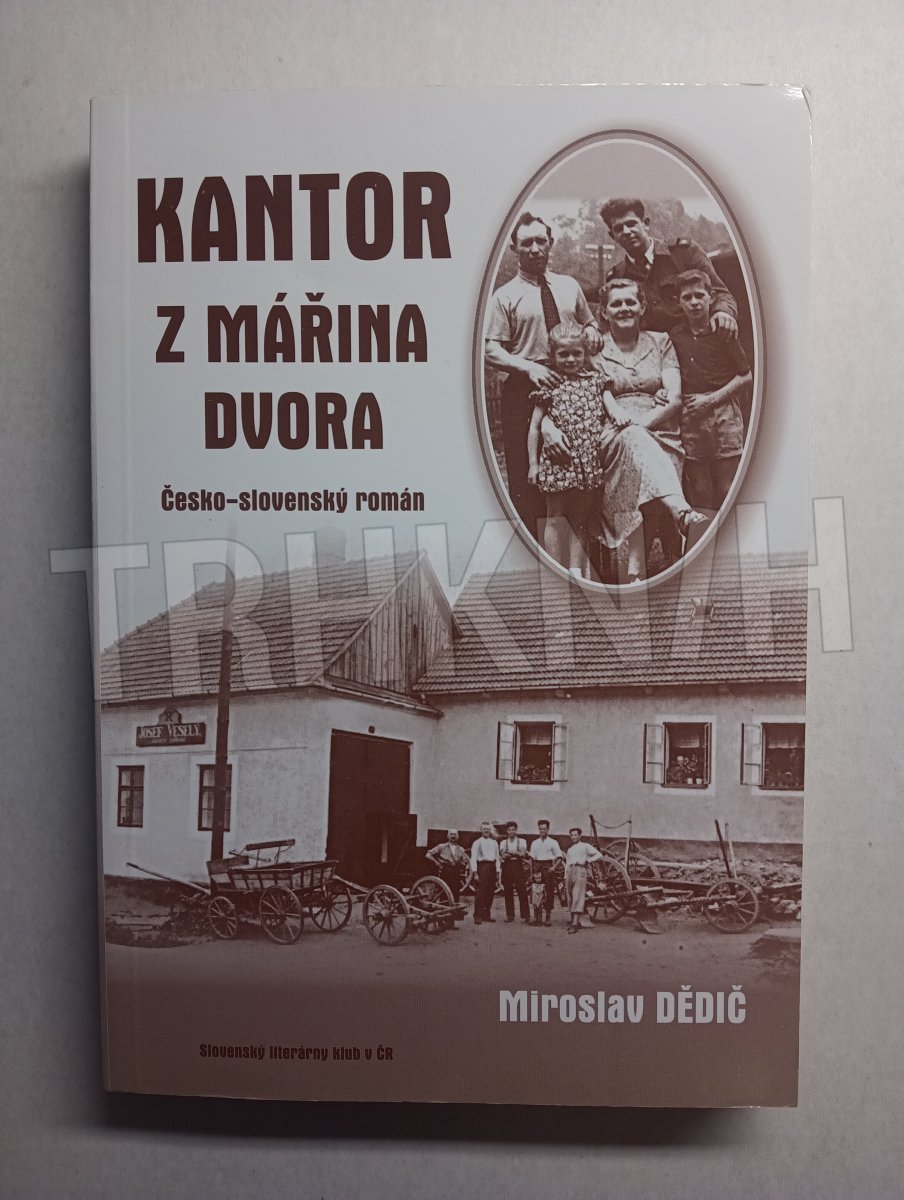 KANTOR
Z MÁŘINA
DVORA
Česko-slovenský román
TRHKNIH
JOSEF VESELÝ,
Miroslav DĚDIČ
Slovenský literárny klub v ČR